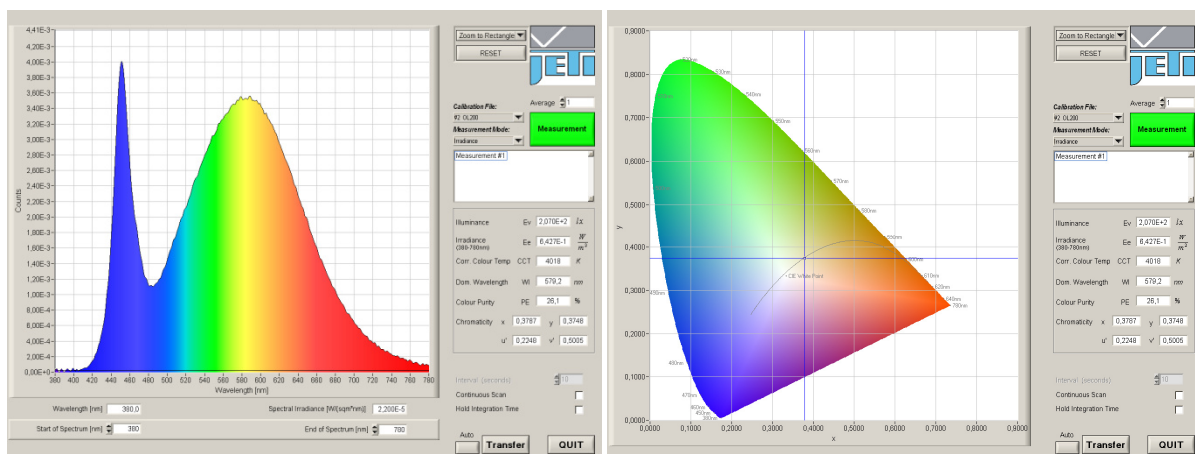 4,41E-3
4,20E-3
4,00E-3
3,80E-3
3,60E-3
3,40E-3
3,20E-3
3,00E-3
2,80E-3
2,60E-3
2,40E-3
2,20E-3
2,00E-3
1,80E-3
1,60E-3
1,40E-3
1,20E-3
1,00E-3
8,00E-4
6,00E-4
4,00E-4
2,00E-4
0,00E+0
Counts
380 400 420 440 460 480 500 520 540 560 580 600 620 640 660 680 700 720 740 760 780
Wavelength [nm]
Wavelength [nm] 380,0 Spectral Irradiance [W/(sqm*nm)] 2,200E-5
Start of Spectrum [nm] 380 End of Spectrum [nm] 780
Zoom to Rectangle
RESET
JETI
Calibration File: Average 1
#2 OL200
Measurement Mode: Measurement
Irradiance
Measurement #1
Illuminance Ev 2,070E+2 lx
Irradiance (380-780nm) Ee 6,427E-1 W/m²
Corr. Colour Temp CCT 4018 K
Dom. Wavelength Wl 579,2 nm
Colour Purity PE 26,1 %
Chromaticity x 0,3787 y 0,3748
u' 0,2248 v' 0,5005
Interval (seconds) 10
Continuous Scan
Hold Integration Time
Auto
Transfer QUIT
0,9000
0,8000
0,7000
0,6000
0,5000
0,4000
0,3000
0,2000
0,1000
0,0000
y
530nm
540nm
550nm
560nm
570nm
580nm
600nm
610nm
620nm
640nm
780nm
CIE White Point
490nm
480nm
470nm
460nm
450nm
0,0000 0,1000 0,2000 0,3000 0,4000 0,5000 0,6000 0,7000 0,8000 0,9000
x
Zoom to Rectangle
RESET
JETI
Calibration File: Average 1
#2 OL200
Measurement Mode: Measurement
Irradiance
Measurement #1
Illuminance Ev 2,070E+2 lx
Irradiance (380-780nm) Ee 6,427E-1 W/m²
Corr. Colour Temp CCT 4018 K
Dom. Wavelength Wl 579,2 nm
Colour Purity PE 26,1 %
Chromaticity x 0,3787 y 0,3748
u' 0,2248 v' 0,5005
Interval (seconds) 10
Continuous Scan
Hold Integration Time
Auto
Transfer QUIT